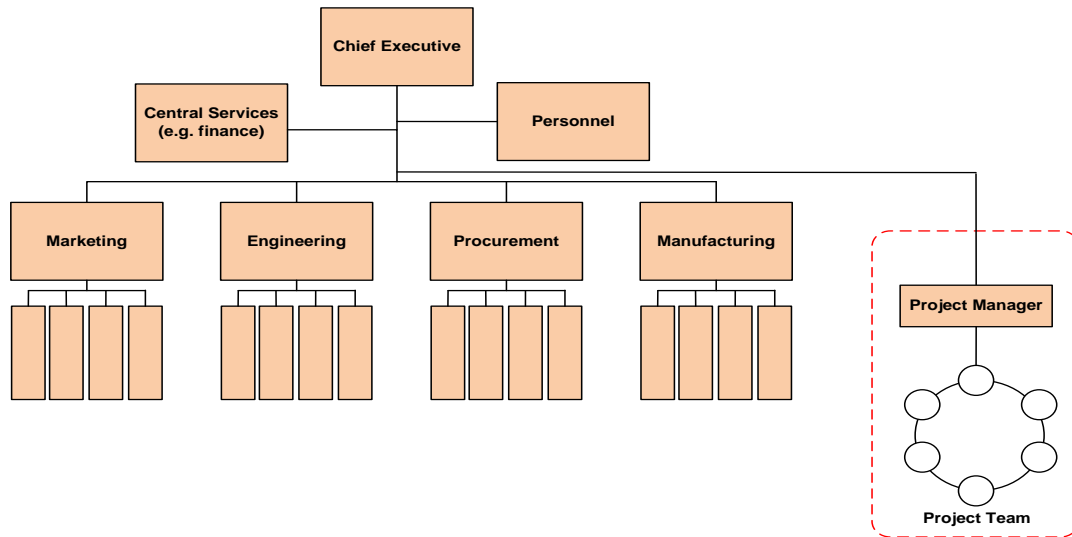 Chief Executive
Central Services
(e.g. finance)
Personnel
Marketing
Engineering
Procurement
Manufacturing
Project Manager
Project Team